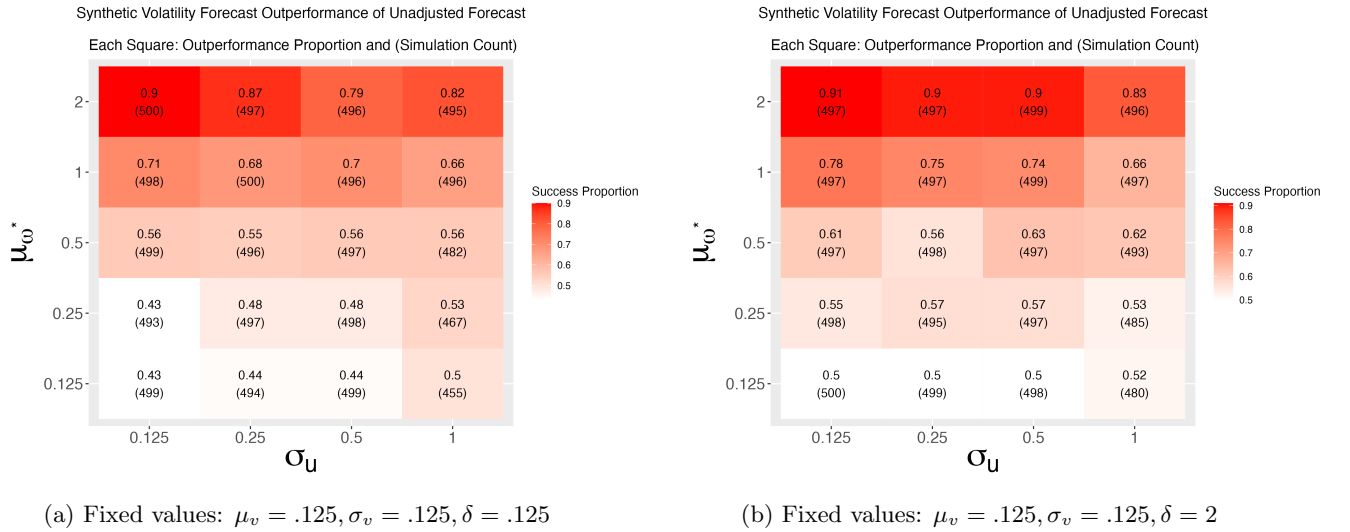 Synthetic Volatility Forecast Outperformance of Unadjusted Forecast
Each Square: Outperformance Proportion and (Simulation Count)
2
0.9 0.87 0.79 0.82
(500) (497) (496) (495)
1
0.71 0.68 0.7 0.66
(498) (500) (496) (496)
0.5
0.56 0.55 0.56 0.56
(499) (496) (497) (482)
0.25
0.43 0.48 0.48 0.53
(493) (497) (498) (467)
0.125
0.43 0.44 0.44 0.5
(499) (494) (499) (455)
0.125 0.25 0.5 1
μω*
σu
Success Proportion
0.9
0.8
0.7
0.6
0.5
(a) Fixed values: μv = .125, σv = .125, δ = .125
Synthetic Volatility Forecast Outperformance of Unadjusted Forecast
Each Square: Outperformance Proportion and (Simulation Count)
2
0.91 0.9 0.9 0.83
(497) (497) (499) (496)
1
0.78 0.75 0.74 0.66
(497) (497) (499) (497)
0.5
0.61 0.56 0.63 0.62
(497) (498) (497) (493)
0.25
0.55 0.57 0.57 0.53
(498) (495) (497) (485)
0.125
0.5 0.5 0.5 0.52
(500) (499) (498) (480)
0.125 0.25 0.5 1
μω*
σu
Success Proportion
0.9
0.8
0.7
0.6
0.5
(b) Fixed values: μv = .125, σv = .125, δ = 2